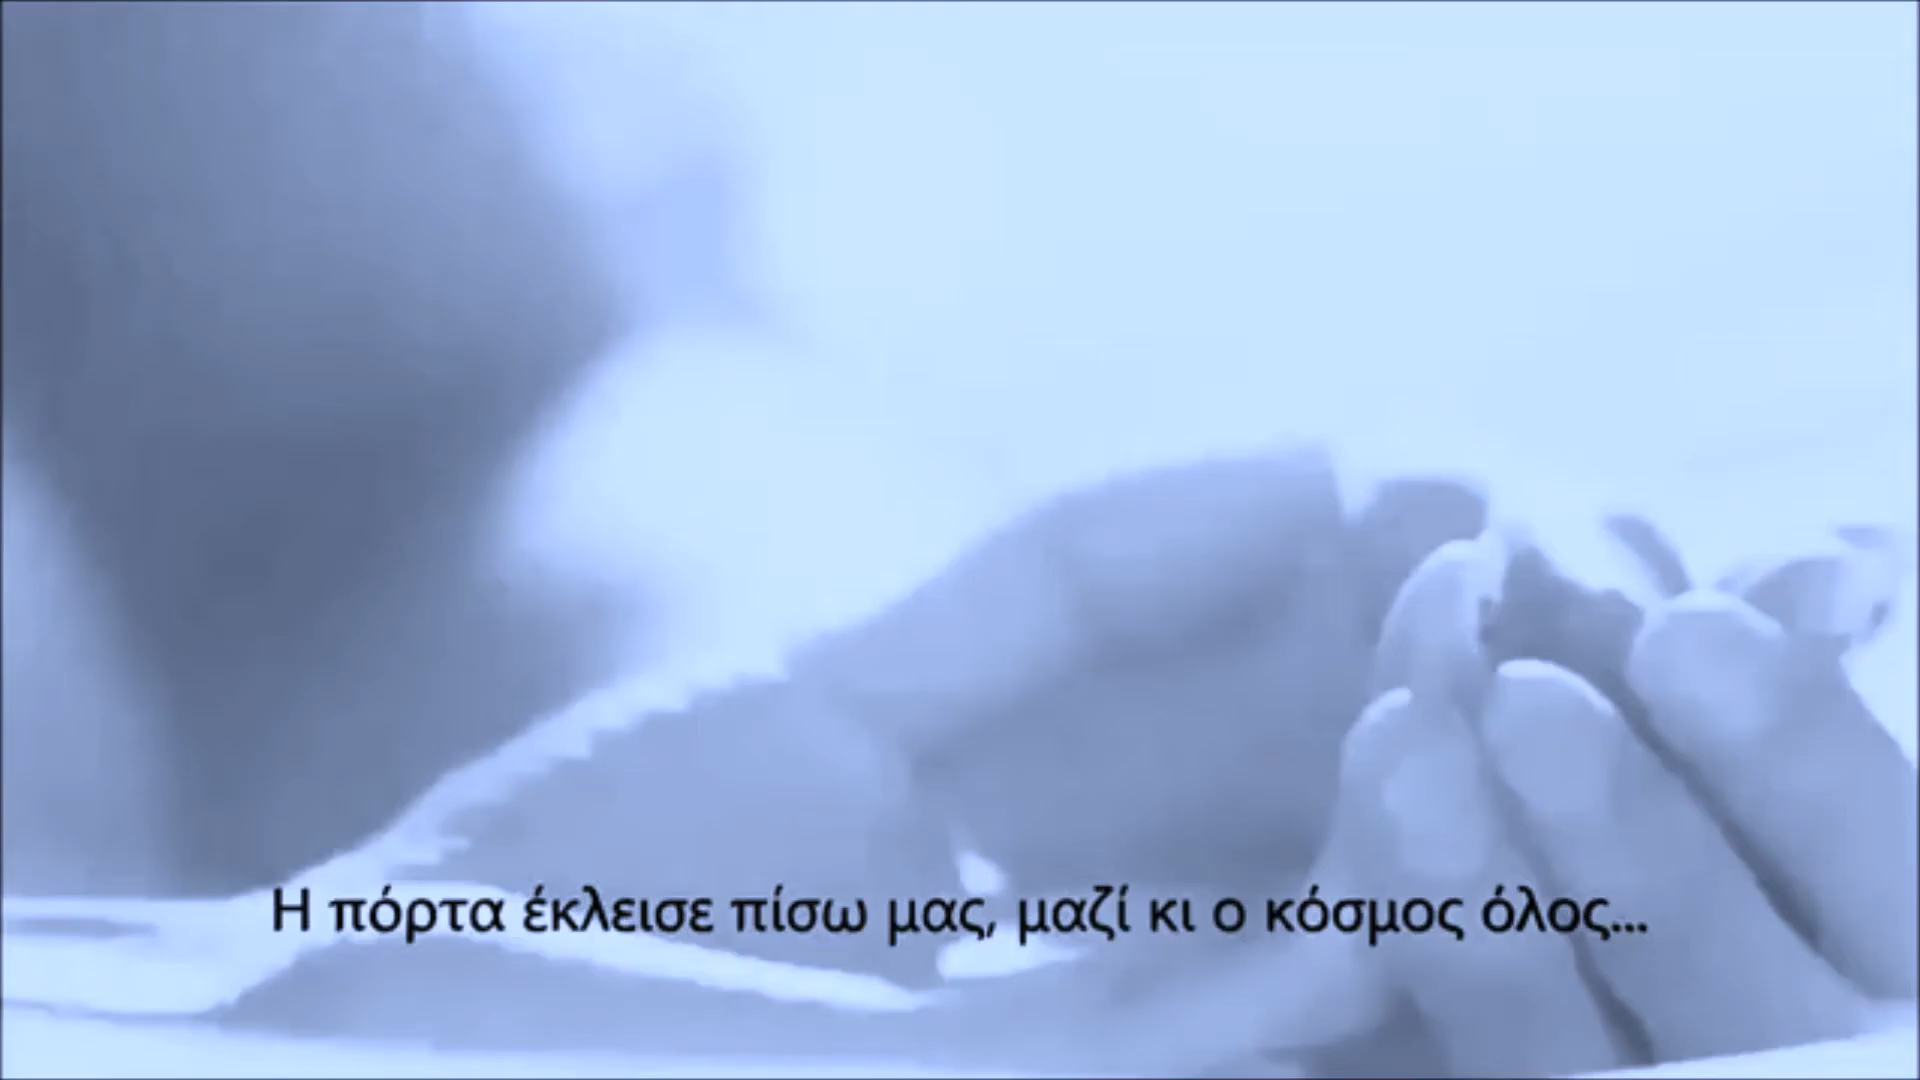 Η πόρτα έκλεισε πίσω μας, μαζί κι ο κόσμος όλος...